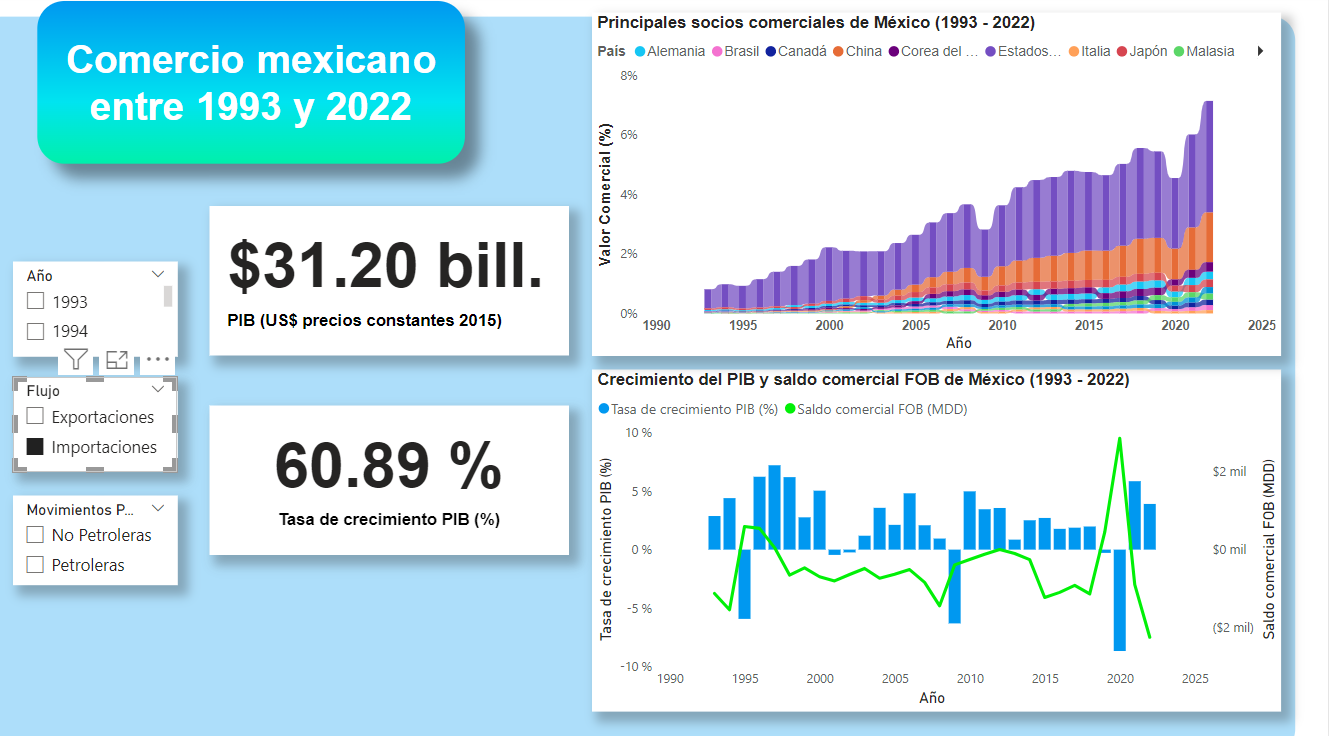 Comercio mexicano
entre 1993 y 2022
Año
1993
1994
Flujo
Exportaciones
Importaciones
Movimientos P...
No Petroleras
Petroleras
$31.20 bill.
PIB (US$ precios constantes 2015)
60.89 %
Tasa de crecimiento PIB (%)
Principales socios comerciales de México (1993 - 2022)
País Alemania Brasil Canadá China Corea del ... Estados... Italia Japón Malasia
8%
6%
4%
2%
0%
Valor Comercial (%)
1990 1995 2000 2005 2010 2015 2020 2025
Año
Crecimiento del PIB y saldo comercial FOB de México (1993 - 2022)
Tasa de crecimiento PIB (%) Saldo comercial FOB (MDD)
10 %
5 %
0 %
-5 %
-10 %
Tasa de crecimiento PIB (%)
$2 mil
$0 mil
($2 mil)
Saldo comercial FOB (MDD)
1990 1995 2000 2005 2010 2015 2020 2025
Año